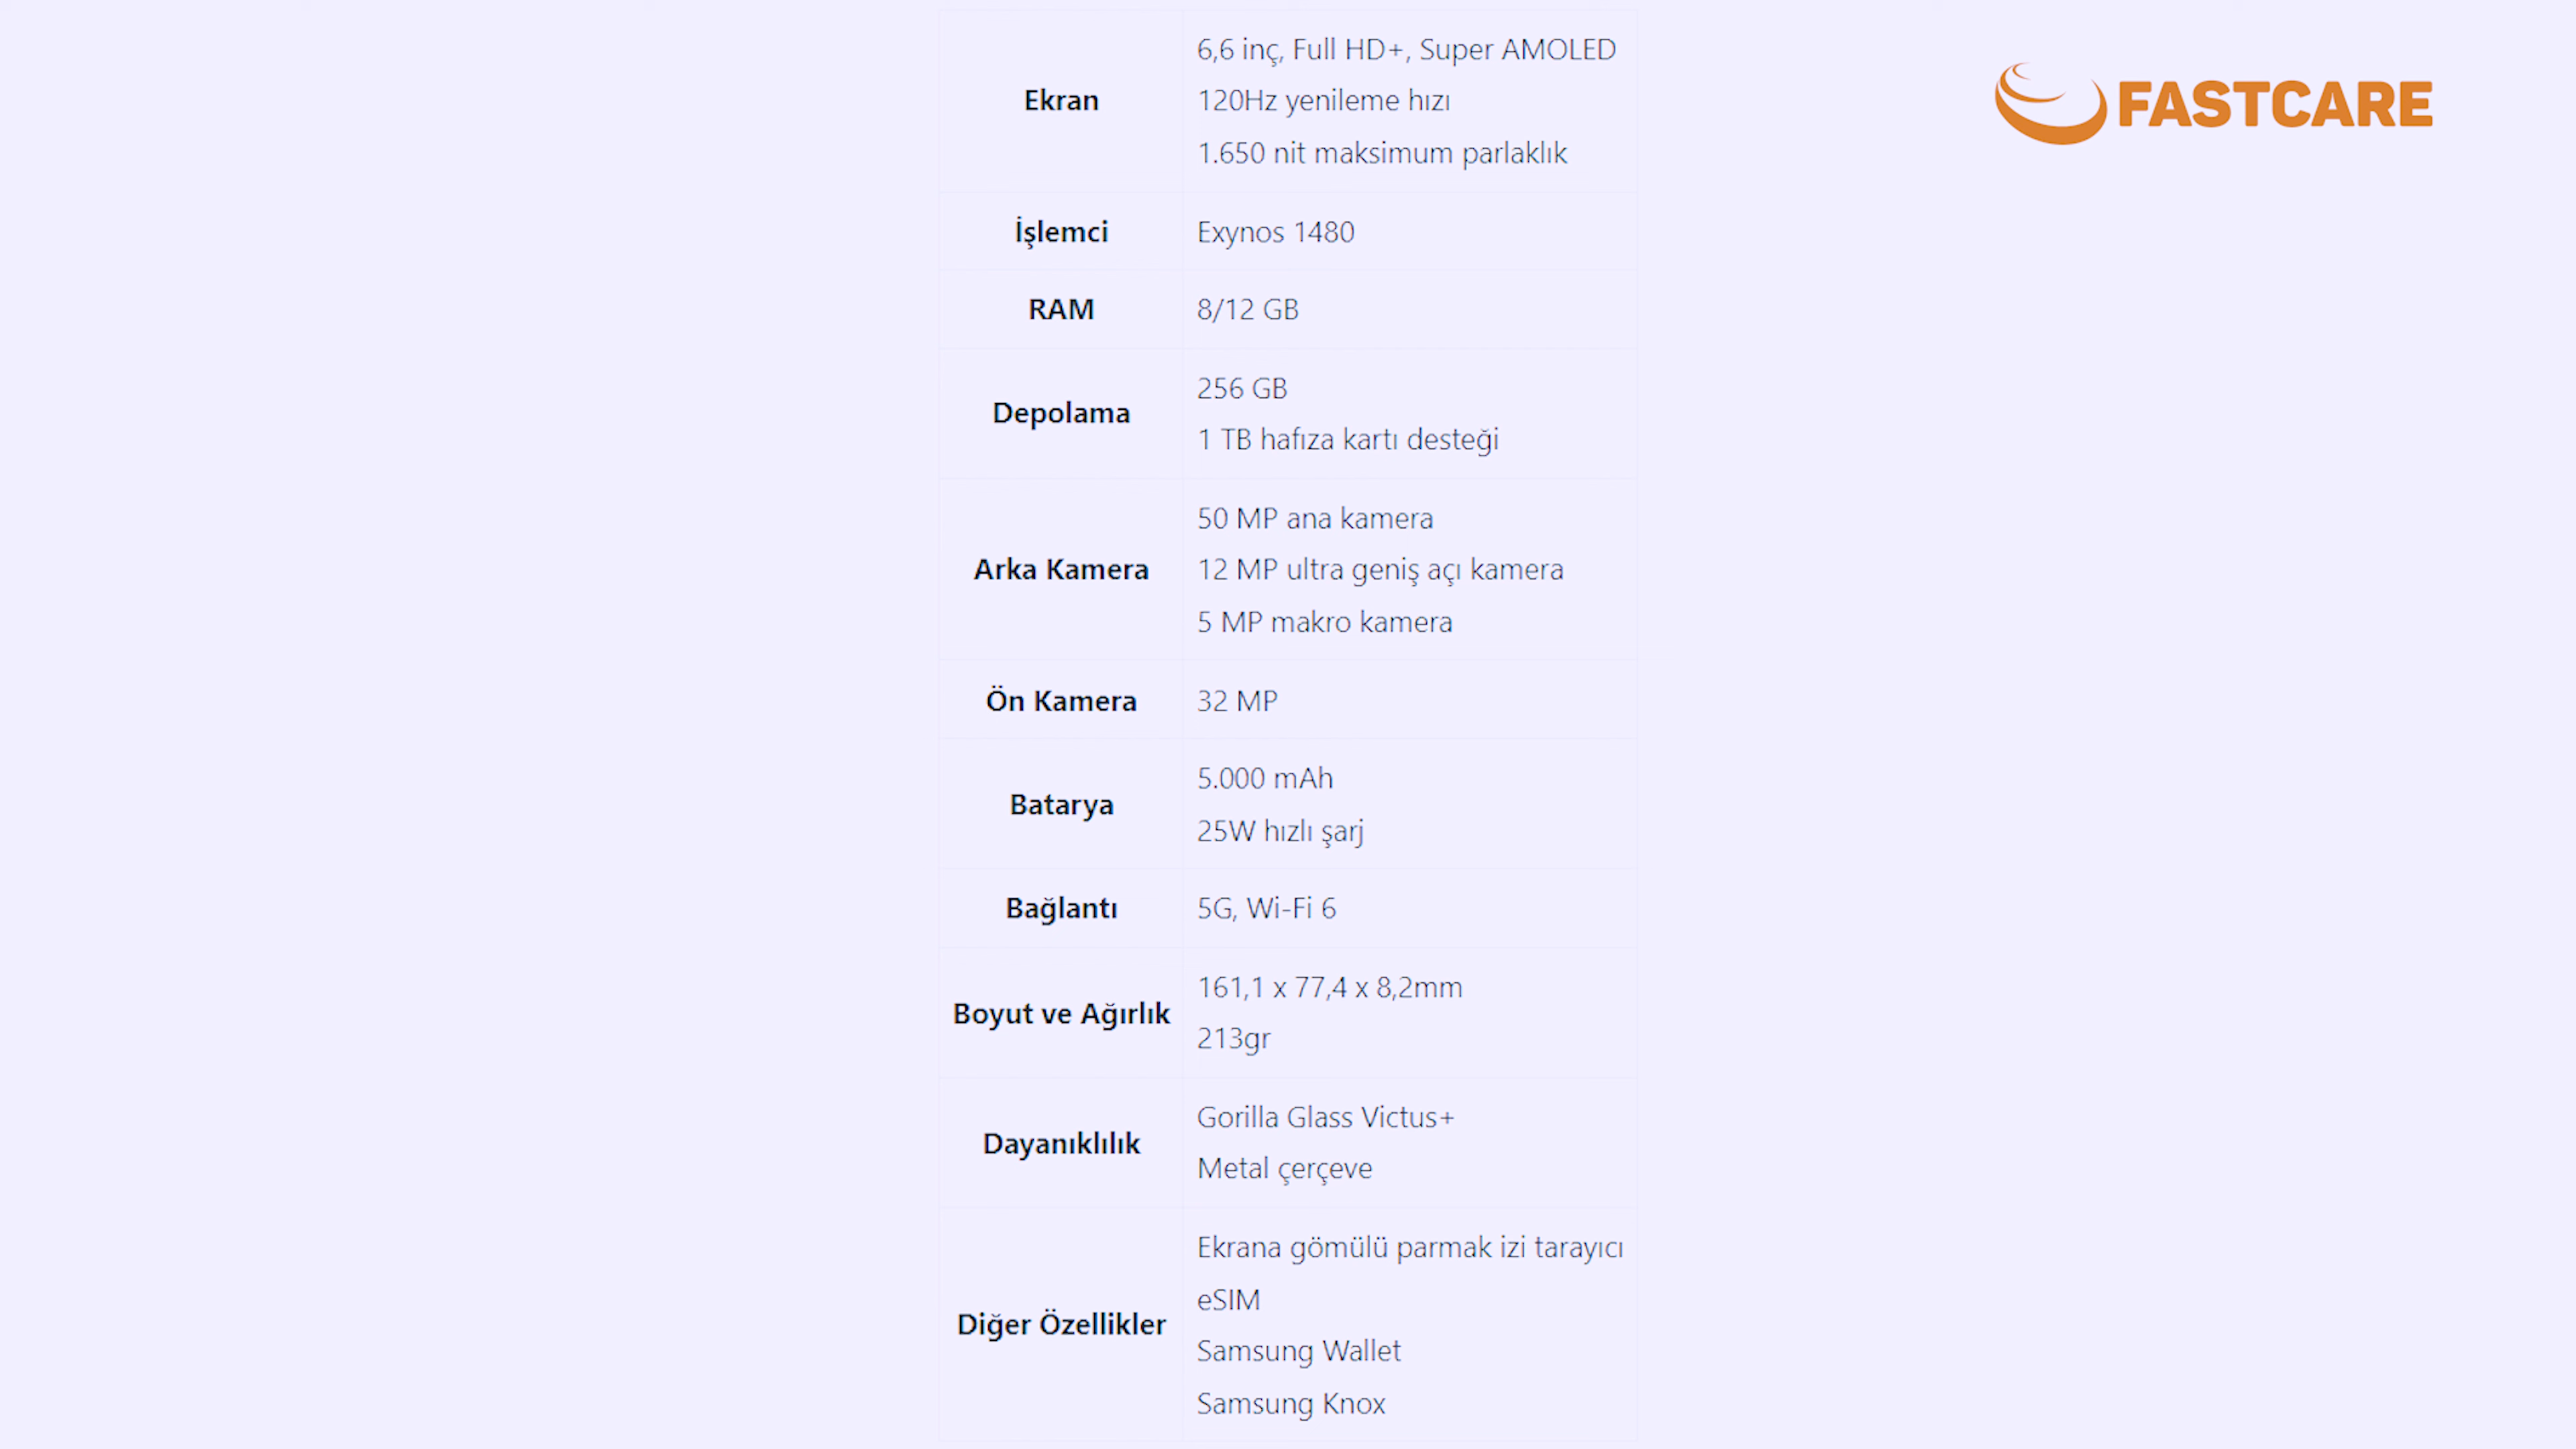 FASTCARE
Ekran
6,6 inç, Full HD+, Super AMOLED
120Hz yenileme hızı
1.650 nit maksimum parlaklık
İşlemci
Exynos 1480
RAM
8/12 GB
Depolama
256 GB
1 TB hafıza kartı desteği
Arka Kamera
50 MP ana kamera
12 MP ultra geniş açı kamera
5 MP makro kamera
Ön Kamera
32 MP
Batarya
5.000 mAh
25W hızlı şarj
Bağlantı
5G, Wi-Fi 6
Boyut ve Ağırlık
161,1 x 77,4 x 8,2mm
213gr
Dayanıklılık
Gorilla Glass Victus+
Metal çerçeve
Diğer Özellikler
Ekrana gömülü parmak izi tarayıcı
eSIM
Samsung Wallet
Samsung Knox